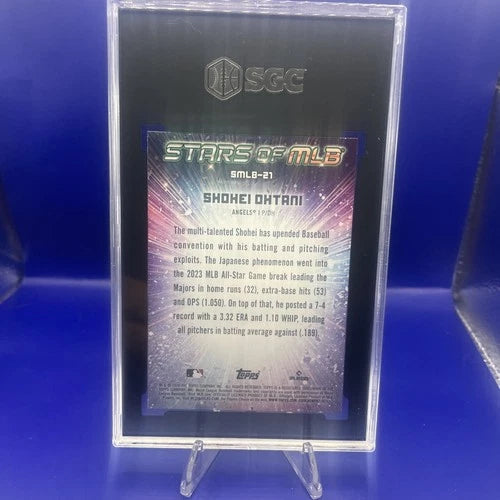 SGC
STARS OF MLB
SMLB-21
SHOHEI OHTANI
ANGELS® | P/DH
The multi-talented Shohei has upended Baseball
convention with his batting and pitching
exploits. The Japanese phenomenon went into
the 2023 MLB All-Star Game break leading the
Majors in home runs (32), extra-base hits (53)
and OPS (1.050). On top of that, he posted a 7-4
record with a 3.32 ERA and 1.10 WHIP, leading
all pitchers in batting average against (.189).
Topps